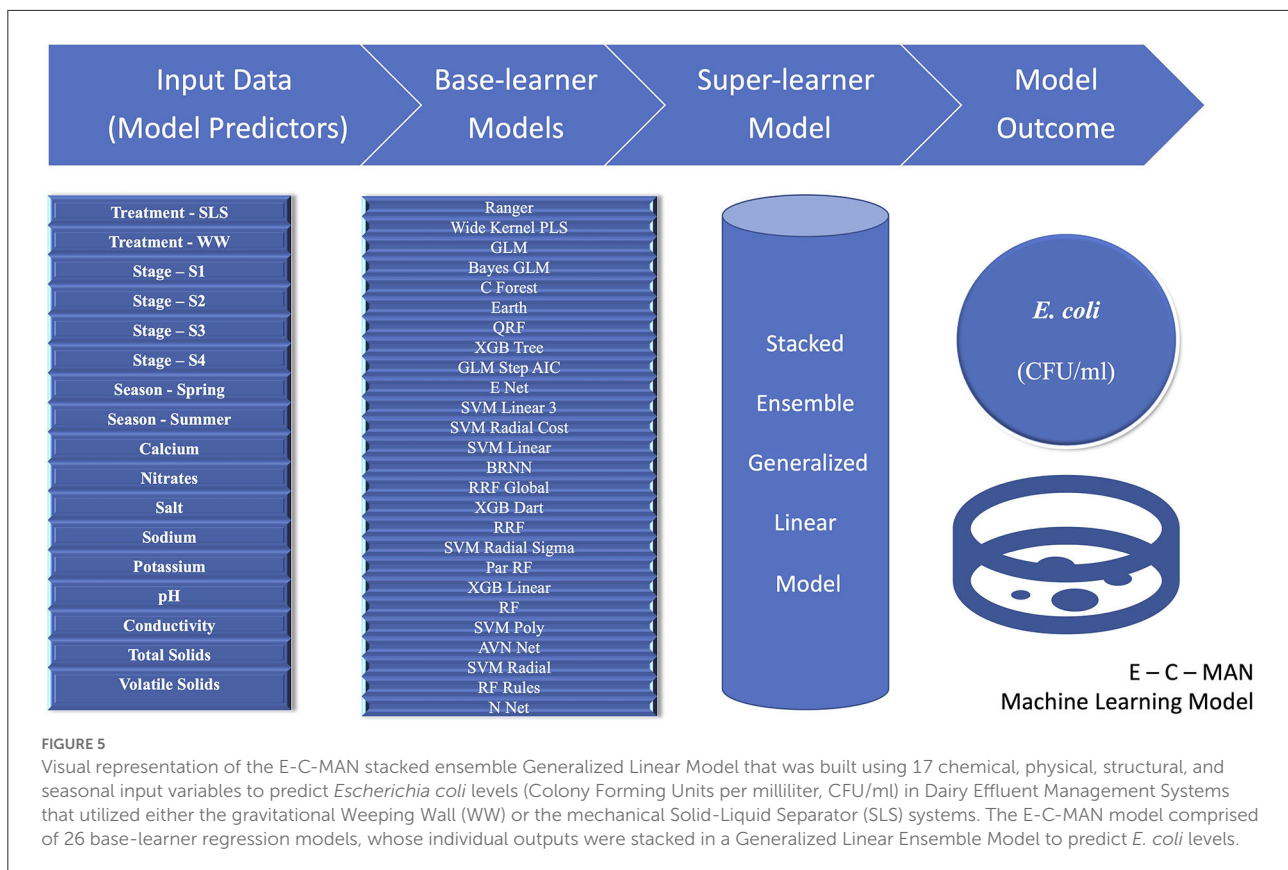 Input Data
(Model Predictors)
Base-learner
Models
Super-learner
Model
Model
Outcome
Treatment - SLS
Treatment - WW
Stage – S1
Stage – S2
Stage – S3
Stage – S4
Season - Spring
Season - Summer
Calcium
Nitrates
Salt
Sodium
Potassium
pH
Conductivity
Total Solids
Volatile Solids
Ranger
Wide Kernel PLS
GLM
Bayes GLM
C Forest
Earth
QRF
XGB Tree
GLM Step AIC
E Net
SVM Linear 3
SVM Radial Cost
SVM Linear
BRNN
RRF Global
XGB Dart
RRF
SVM Radial Sigma
Par RF
XGB Linear
RF
SVM Poly
AVN Net
SVM Radial
RF Rules
N Net
Stacked
Ensemble
Generalized
Linear
Model
E. coli
(CFU/ml)
E – C – MAN
Machine Learning Model
FIGURE 5
Visual representation of the E-C-MAN stacked ensemble Generalized Linear Model that was built using 17 chemical, physical, structural, and
seasonal input variables to predict Escherichia coli levels (Colony Forming Units per milliliter, CFU/ml) in Dairy Effluent Management Systems
that utilized either the gravitational Weeping Wall (WW) or the mechanical Solid-Liquid Separator (SLS) systems. The E-C-MAN model comprised
of 26 base-learner regression models, whose individual outputs were stacked in a Generalized Linear Ensemble Model to predict E. coli levels.